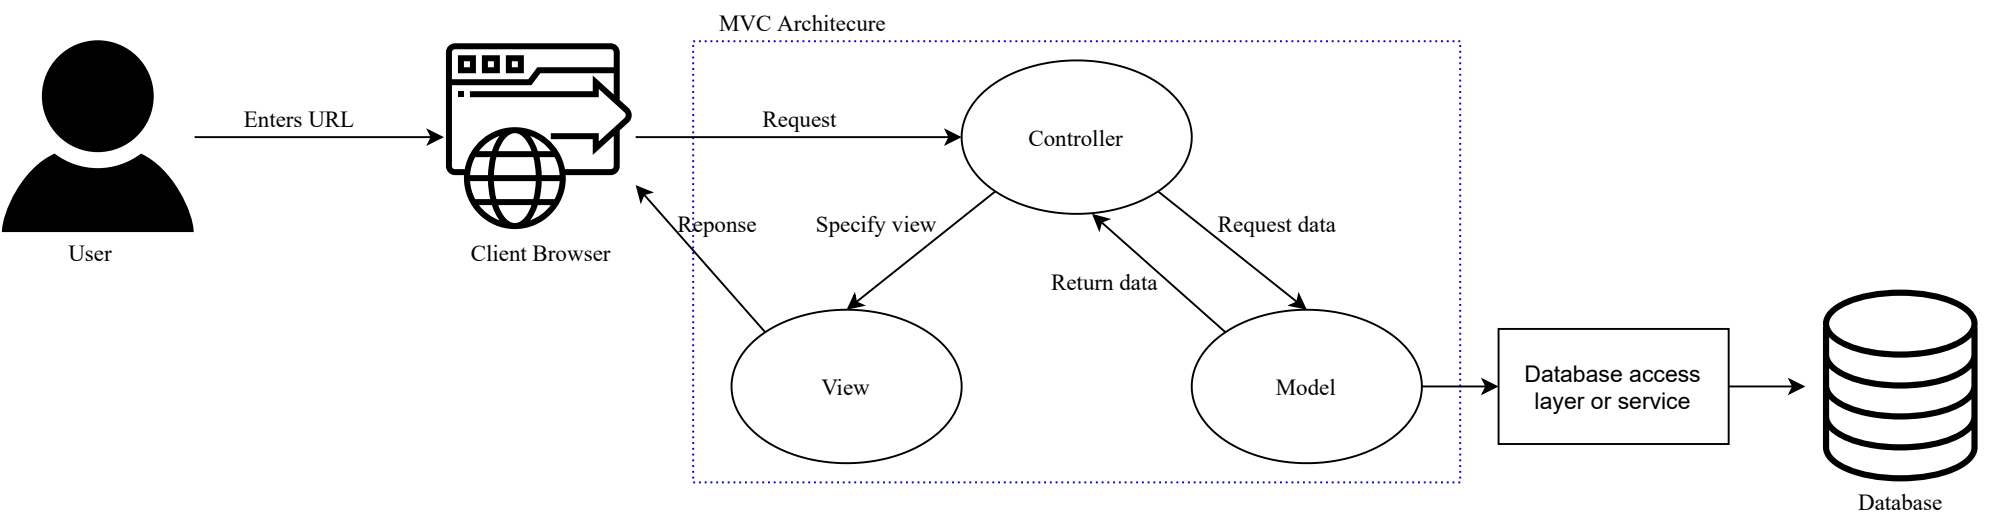 MVC Architecure
Enters URL
Request
Controller
Reponse
Specify view
Request data
User
Client Browser
Return data
View
Model
Database access
layer or service
Database